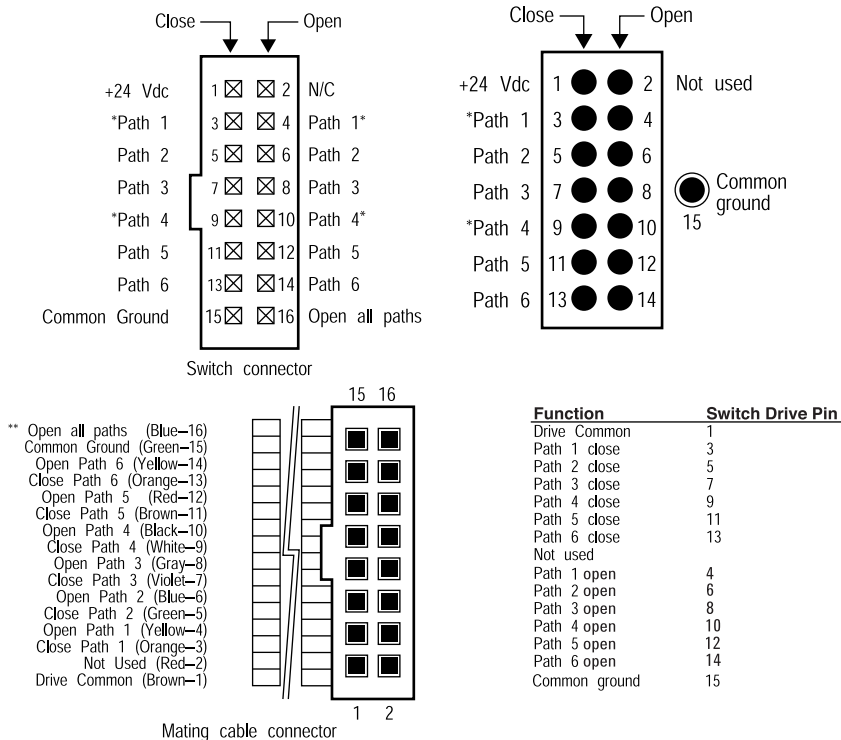 Close Open
+24 Vdc 1 2 N/C
*Path 1 3 4 Path 1*
Path 2 5 6 Path 2
Path 3 7 8 Path 3
*Path 4 9 10 Path 4*
Path 5 11 12 Path 5
Path 6 13 14 Path 6
Common Ground 15 16 Open all paths
Switch connector
Close Open
+24 Vdc 1 2 Not used
*Path 1 3 4
Path 2 5 6
Path 3 7 8
Common
ground
15
*Path 4 9 10
Path 5 11 12
Path 6 13 14
15 16
** Open all paths (Blue–16)
Common Ground (Green–15)
Open Path 6 (Yellow–14)
Close Path 6 (Orange–13)
Open Path 5 (Red–12)
Close Path 5 (Brown–11)
Open Path 4 (Black–10)
Close Path 4 (White–9)
Open Path 3 (Gray–8)
Close Path 3 (Violet–7)
Open Path 2 (Blue–6)
Close Path 2 (Green–5)
Open Path 1 (Yellow–4)
Close Path 1 (Orange–3)
Not Used (Red–2)
Drive Common (Brown–1)
1 2
Mating cable connector
Function Switch Drive Pin
Drive Common 1
Path 1 close 3
Path 2 close 5
Path 3 close 7
Path 4 close 9
Path 5 close 11
Path 6 close 13
Not used
Path 1 open 4
Path 2 open 6
Path 3 open 8
Path 4 open 10
Path 5 open 12
Path 6 open 14
Common ground 15